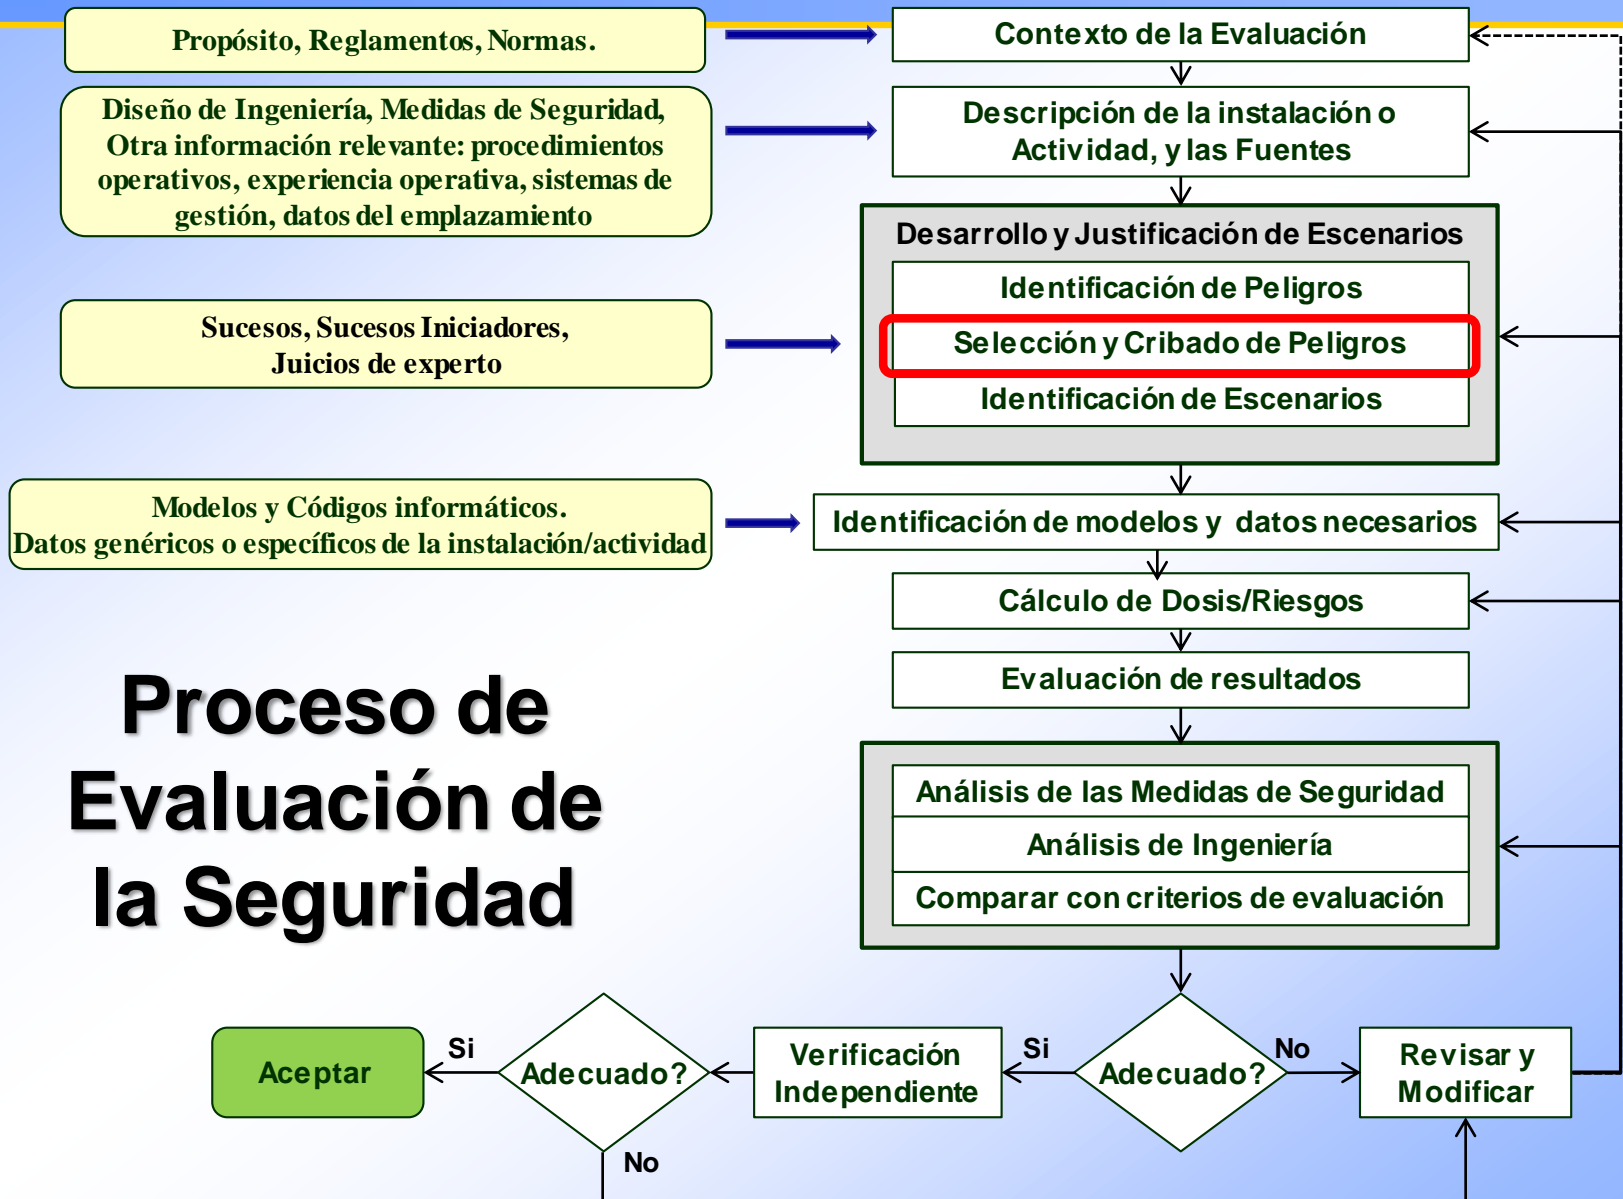 Propósito, Reglamentos, Normas.
Contexto de la Evaluación
Diseño de Ingeniería, Medidas de Seguridad,
Otra información relevante: procedimientos
operativos, experiencia operativa, sistemas de
gestión, datos del emplazamiento
Descripción de la instalación o
Actividad, y las Fuentes
Desarrollo y Justificación de Escenarios
Identificación de Peligros
Sucesos, Sucesos Iniciadores,
Juicios de experto
Selección y Cribado de Peligros
Identificación de Escenarios
Modelos y Códigos informáticos.
Datos genéricos o específicos de la instalación/actividad
Identificación de modelos y datos necesarios
Cálculo de Dosis/Riesgos
Evaluación de resultados
Proceso de
Evaluación de
la Seguridad
Análisis de las Medidas de Seguridad
Análisis de Ingeniería
Comparar con criterios de evaluación
Aceptar
Si
Adecuado?
No
Verificación
Independiente
Si
Adecuado?
No
Revisar y
Modificar